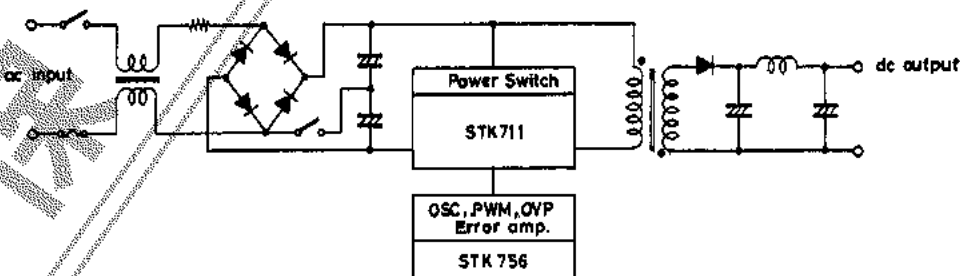 ac input
Power Switch
STK711
dc output
OSC, PWM, OVP
Error amp.
STK 756